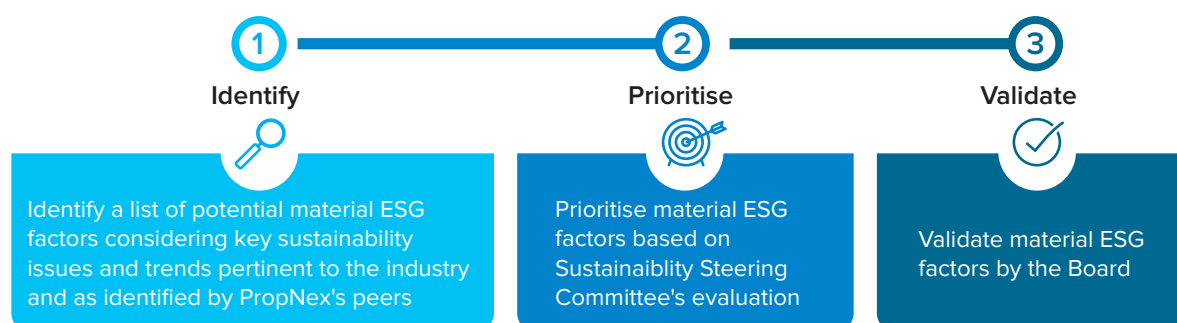 1
2
3
Identify
Prioritise
Validate
Identify a list of potential material ESG
factors considering key sustainability
issues and trends pertinent to the industry
and as identified by PropNex's peers
Prioritise material ESG
factors based on
Sustainaiblity Steering
Committee's evaluation
Validate material ESG
factors by the Board